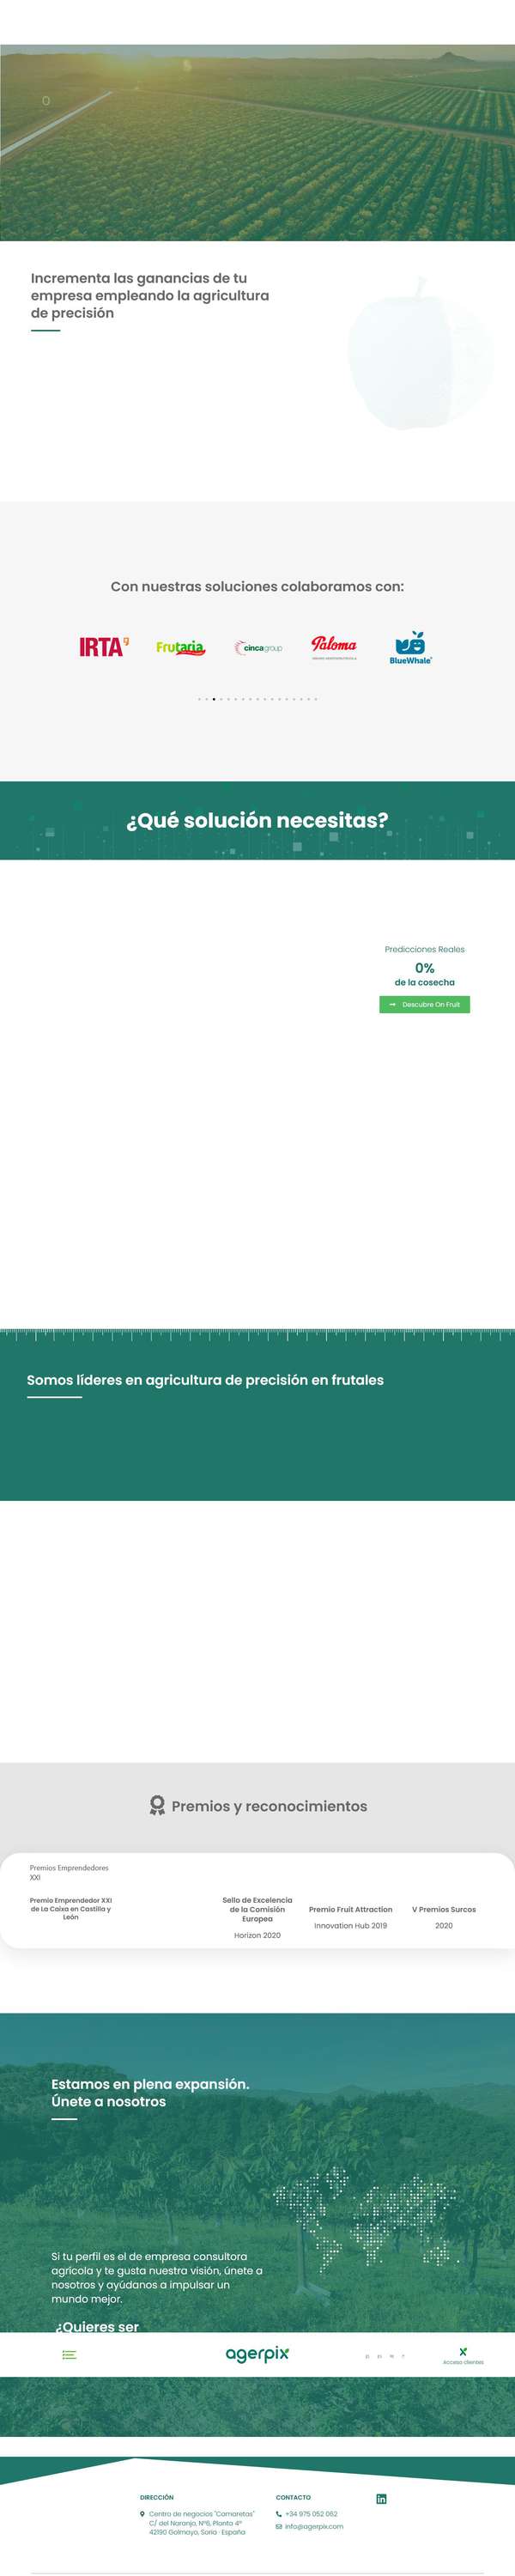 Incrementa las ganancias de tu
empresa empleando la agricultura
de precisión
Con nuestras soluciones colaboramos con:
IRTA
Frutaria
cincagroup
Paloma
BlueWhale
¿Qué solución necesitas?
Predicciones Reales
0%
de la cosecha
Descubre On Fruit
Somos líderes en agricultura de precisión en frutales
Premios y reconocimientos
Premios Emprendedores
XXI
Premio Emprendedor XXI
de La Caixa en Castilla y
León
Sello de Excelencia
de la Comisión
Europea
Horizon 2020
Premio Fruit Attraction
Innovation Hub 2019
V Premios Surcos
2020
Estamos en plena expansión.
Únete a nosotros
Si tu perfil es el de empresa consultora
agrícola y te gusta nuestra visión, únete a
nosotros y ayúdanos a impulsar un
mundo mejor.
¿Quieres ser
agerpix
Acceso clientes
DIRECCIÓN
Centro de negocios "Camaretas"
C/ del Naranjo, Nº6, Planta 4ª
42190 Golmayo, Soria · España
CONTACTO
+34 975 052 062
info@agerpix.com
in